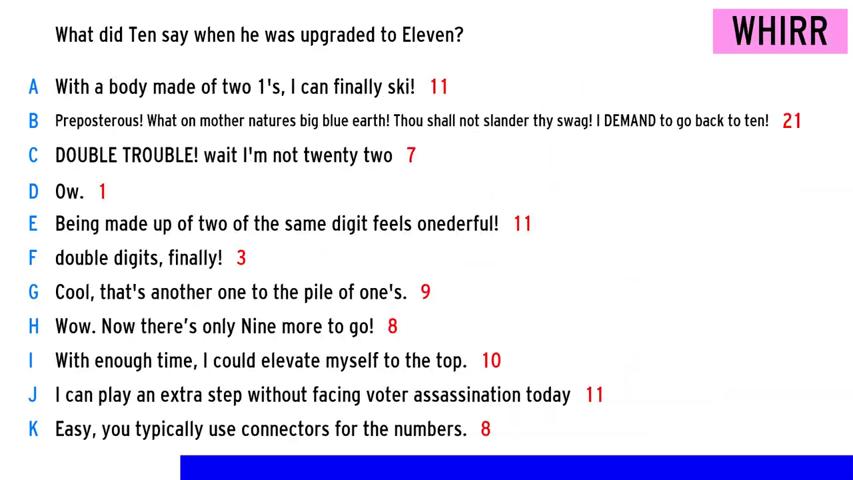 What did Ten say when he was upgraded to Eleven?
WHIRR
A With a body made of two 1's, I can finally ski! 11
B Preposterous! What on mother natures big blue earth! Thou shall not slander thy swag! I DEMAND to go back to ten! 21
C DOUBLE TROUBLE! wait I'm not twenty two 7
D Ow. 1
E Being made up of two of the same digit feels onederful! 11
F double digits, finally! 3
G Cool, that's another one to the pile of one's. 9
H Wow. Now there’s only Nine more to go! 8
I With enough time, I could elevate myself to the top. 10
J I can play an extra step without facing voter assassination today 11
K Easy, you typically use connectors for the numbers. 8